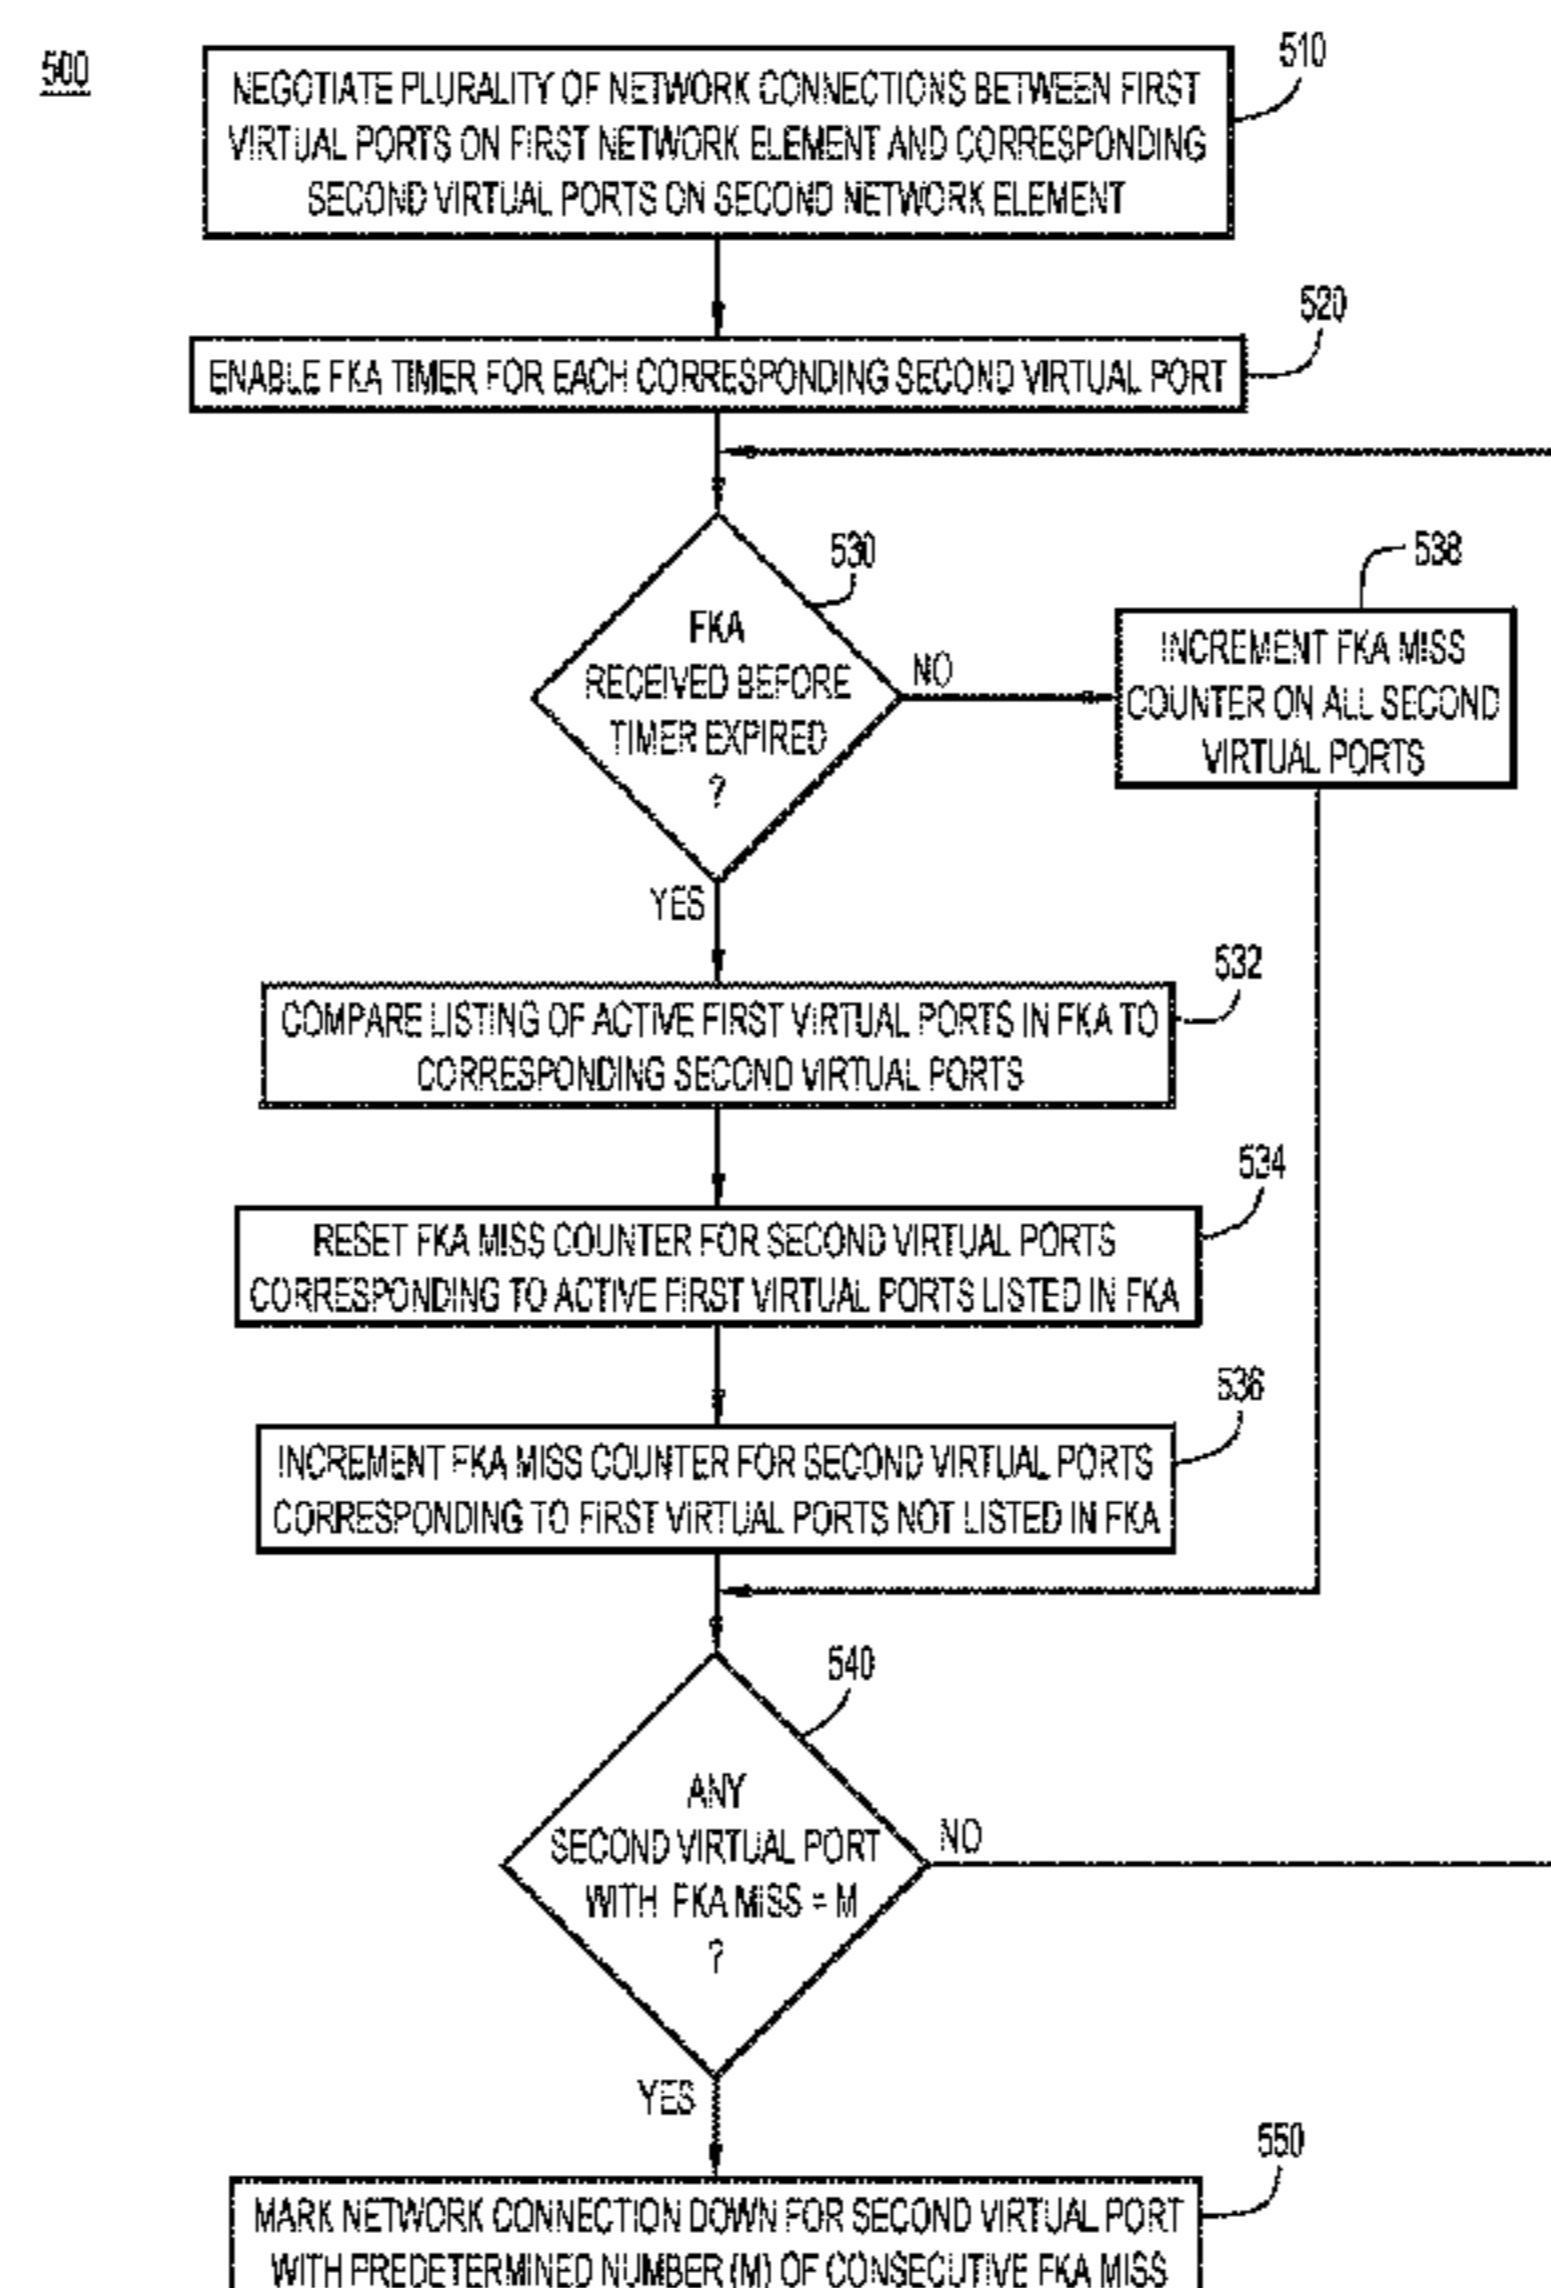 500
510
NEGOTIATE PLURALITY OF NETWORK CONNECTIONS BETWEEN FIRST
VIRTUAL PORTS ON FIRST NETWORK ELEMENT AND CORRESPONDING
SECOND VIRTUAL PORTS ON SECOND NETWORK ELEMENT
520
ENABLE FKA TIMER FOR EACH CORRESPONDING SECOND VIRTUAL PORT
530
FKA
RECEIVED BEFORE
TIMER EXPIRED
?
NO
538
INCREMENT FKA MISS
COUNTER ON ALL SECOND
VIRTUAL PORTS
YES
532
COMPARE LISTING OF ACTIVE FIRST VIRTUAL PORTS IN FKA TO
CORRESPONDING SECOND VIRTUAL PORTS
534
RESET FKA MISS COUNTER FOR SECOND VIRTUAL PORTS
CORRESPONDING TO ACTIVE FIRST VIRTUAL PORTS LISTED IN FKA
536
INCREMENT FKA MISS COUNTER FOR SECOND VIRTUAL PORTS
CORRESPONDING TO FIRST VIRTUAL PORTS NOT LISTED IN FKA
540
ANY
SECOND VIRTUAL PORT
WITH FKA MISS = M
?
NO
YES
550
MARK NETWORK CONNECTION DOWN FOR SECOND VIRTUAL PORT
WITH PREDETERMINED NUMBER (M) OF CONSECUTIVE FKA MISS